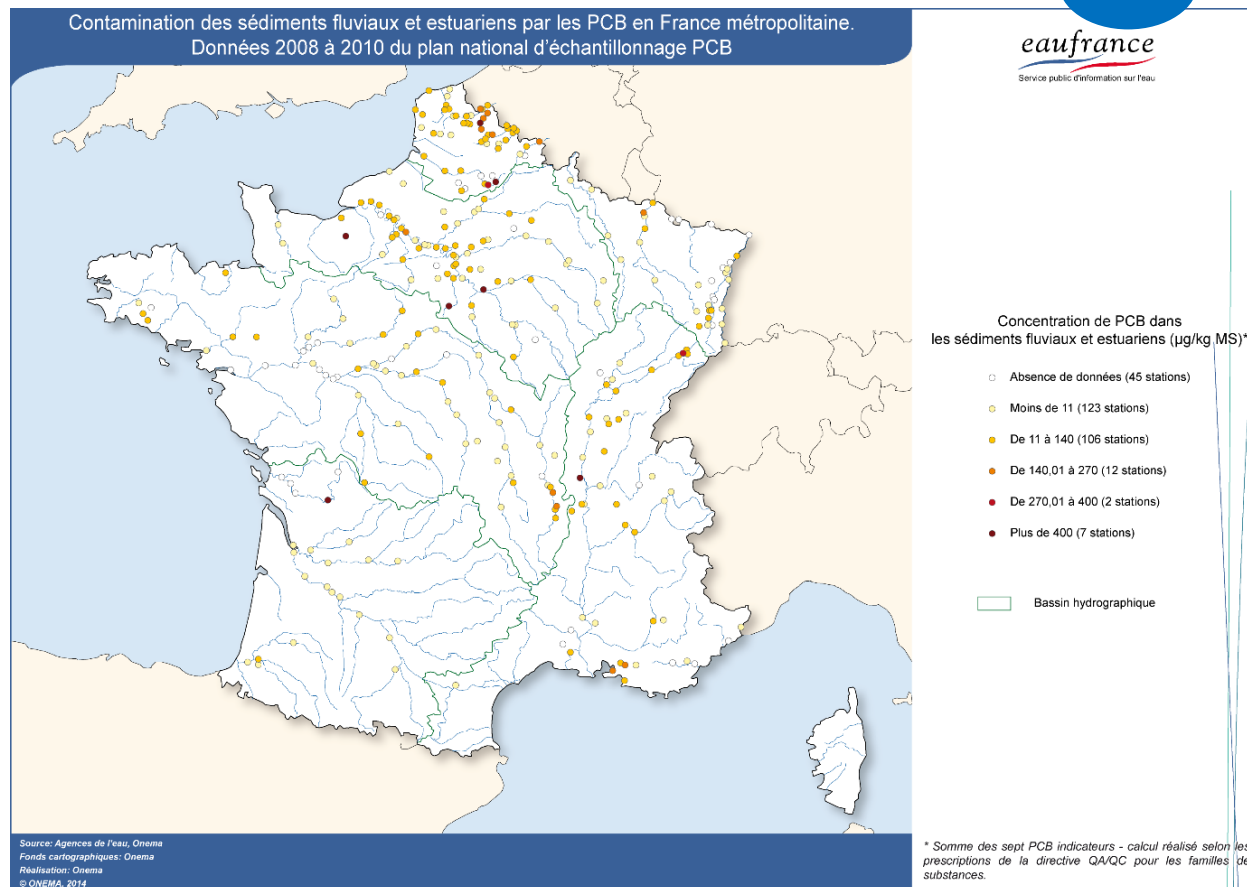 Contamination des sédiments fluviaux et estuariens par les PCB en France métropolitaine.
Données 2008 à 2010 du plan national d'échantillonnage PCB
eaufrance
Service public d'information sur l'eau
Concentration de PCB dans
les sédiments fluviaux et estuariens (µg/kg MS)*
Absence de données (45 stations)
Moins de 11 (123 stations)
De 11 à 140 (106 stations)
De 140,01 à 270 (12 stations)
De 270,01 à 400 (2 stations)
Plus de 400 (7 stations)
Bassin hydrographique
Source: Agences de l'eau, Onema
Fonds cartographiques: Onema
Réalisation: Onema
© ONEMA, 2014
* Somme des sept PCB indicateurs - calcul réalisé selon les
prescriptions de la directive QA/QC pour les familles de
substances.